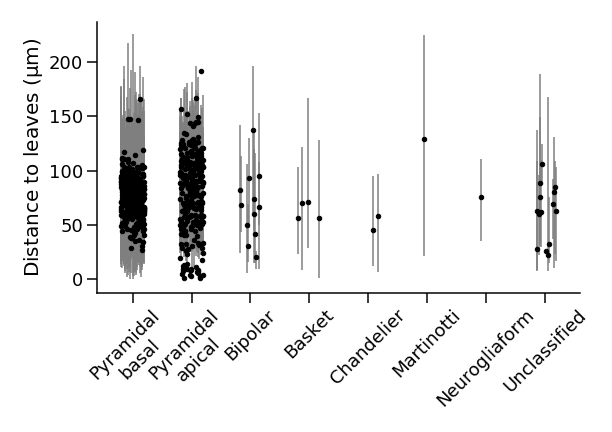 Distance to leaves (µm)
200
150
100
50
0
Pyramidal
basal
Pyramidal
apical
Bipolar
Basket
Chandelier
Martinotti
Neurogliaform
Unclassified